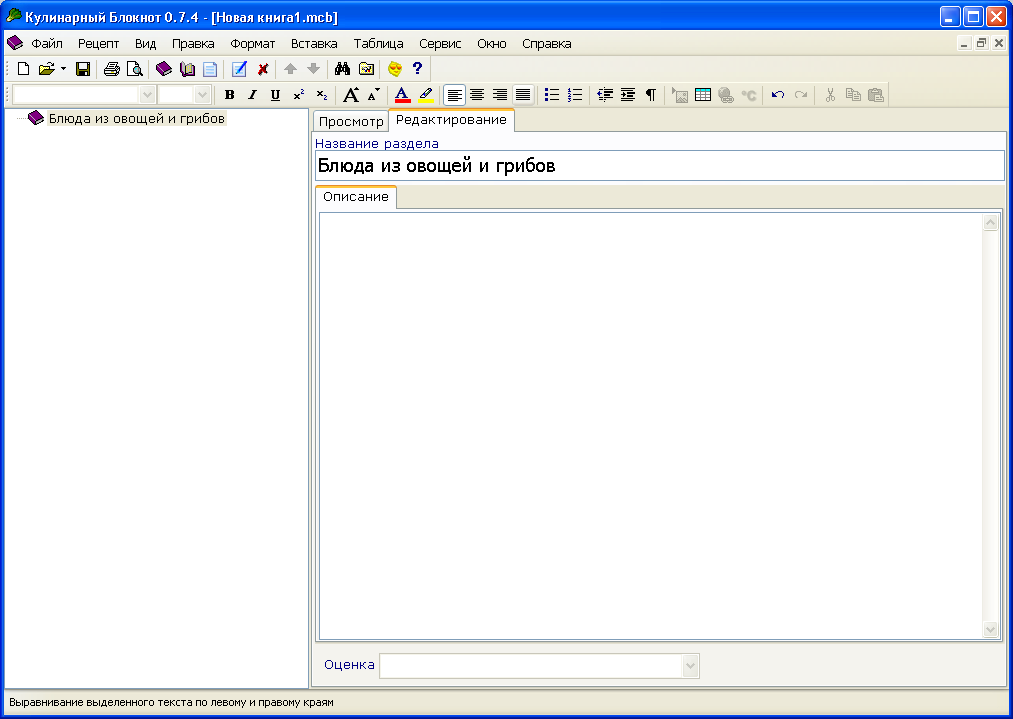 Кулинарный Блокнот 0.7.4 - [Новая книга1.mcb]
Файл Рецепт Вид Правка Формат Вставка Таблица Сервис Окно Справка
B I U x² x₂ A A A °C
Блюда из овощей и грибов
Просмотр Редактирование
Название раздела
Блюда из овощей и грибов
Описание
Оценка
Выравнивание выделенного текста по левому и правому краям